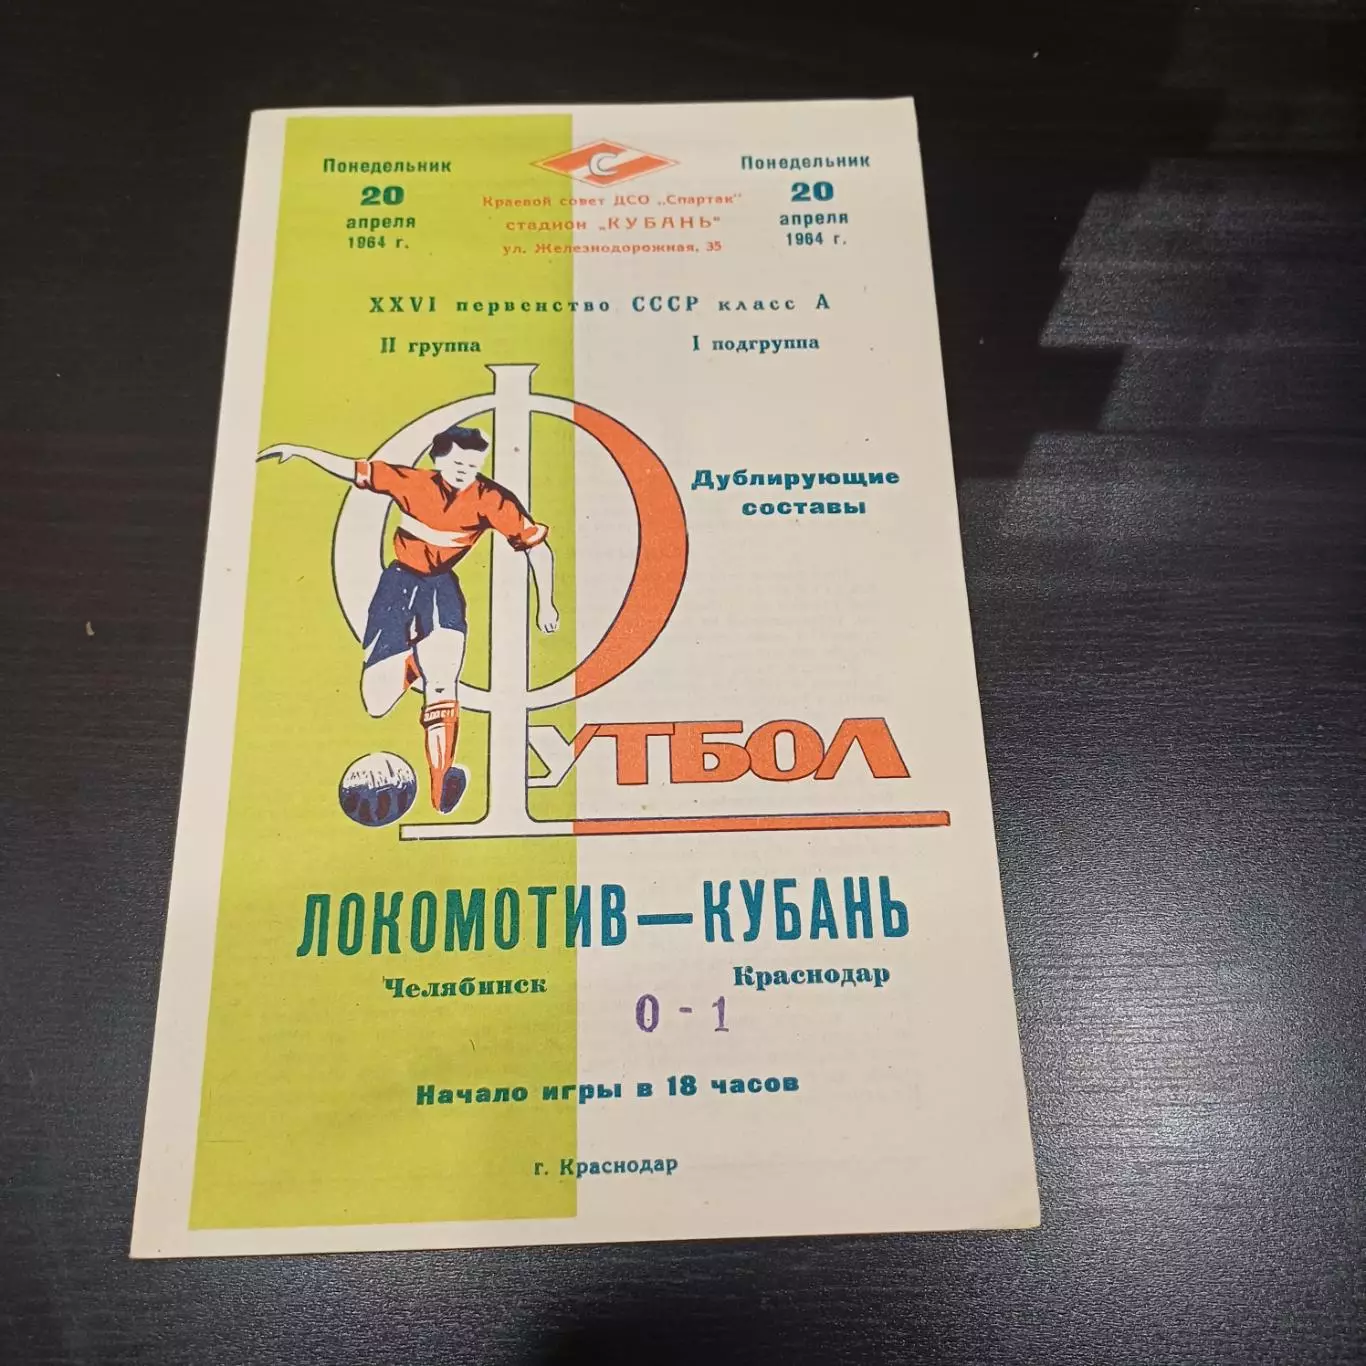 Понедельник
20
апреля
1964 г.
С
Краевой совет ДСО „Спартак"
стадион „КУБАНЬ"
ул. Железнодорожная, 35
Понедельник
20
апреля
1964 г.
XXVI первенство СССР класс А
II группа I подгруппа
Дублирующие
составы
ФУТБОЛ
ЛОКОМОТИВ—КУБАНЬ
Челябинск Краснодар
0 - 1
Начало игры в 18 часов
г. Краснодар